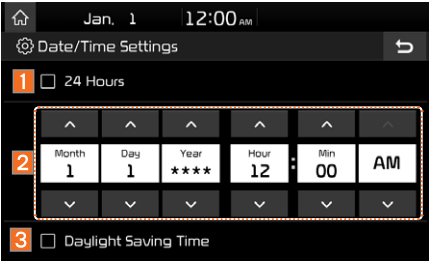 Jan. 1 12:00 AM
Date/Time Settings
1 24 Hours
Month Day Year Hour Min
2 1 1 **** 12 : 00 AM
3 Daylight Saving Time